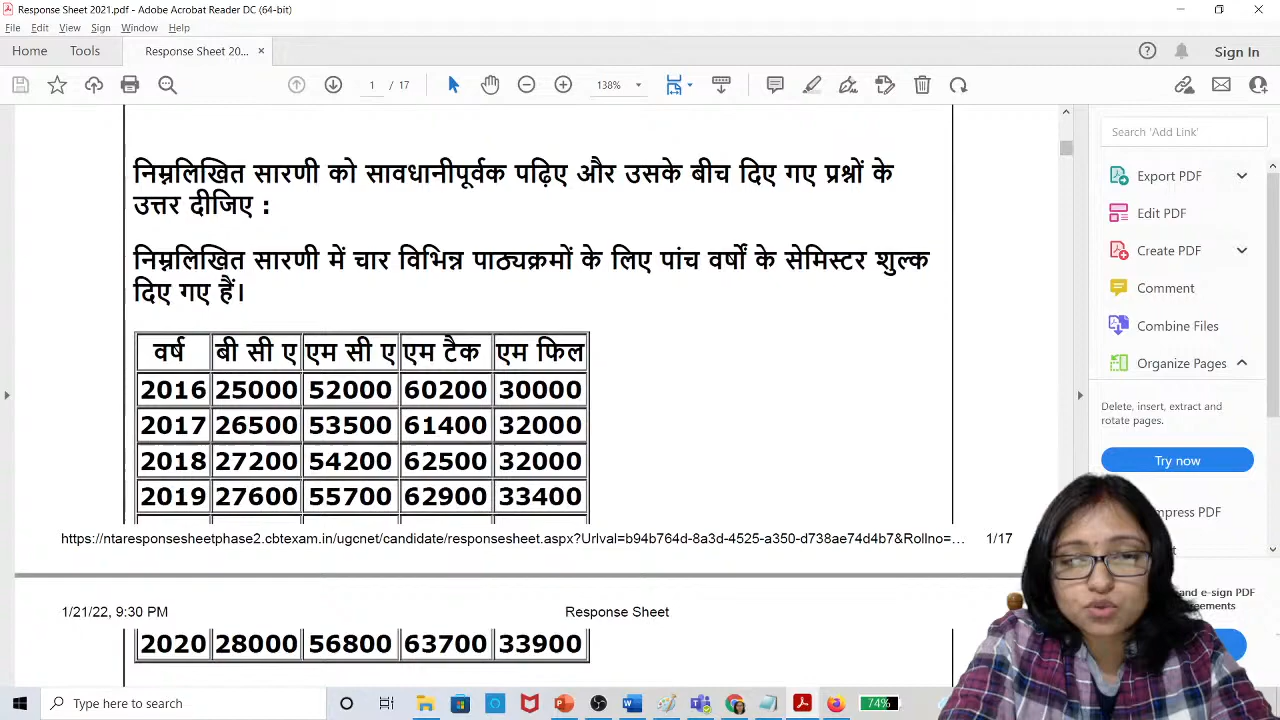 Response Sheet 2021.pdf - Adobe Acrobat Reader DC (64-bit)
File Edit View Sign Window Help
Home Tools Response Sheet 20... × Sign In
1 / 17 138%
निम्नलिखित सारणी को सावधानीपूर्वक पढ़िए और उसके बीच दिए गए प्रश्नों के
उत्तर दीजिए :
निम्नलिखित सारणी में चार विभिन्न पाठ्यक्रमों के लिए पांच वर्षों के सेमिस्टर शुल्क
दिए गए हैं।
वर्ष बी सी ए एम सी ए एम टैक एम फिल
2016 25000 52000 60200 30000
2017 26500 53500 61400 32000
2018 27200 54200 62500 32000
2019 27600 55700 62900 33400
https://ntaresponsesheetphase2.cbtexam.in/ugcnet/candidate/responsesheet.aspx?Urlval=b94b764d-8a3d-4525-a350-d738ae74d4b7&Rollno=... 1/17
1/21/22, 9:30 PM Response Sheet
2020 28000 56800 63700 33900
Search 'Add Link'
Export PDF
Edit PDF
Create PDF
Comment
Combine Files
Organize Pages
Delete, insert, extract and
rotate pages.
Try now
press PDF
and e-sign PDF
Type here to search
74%